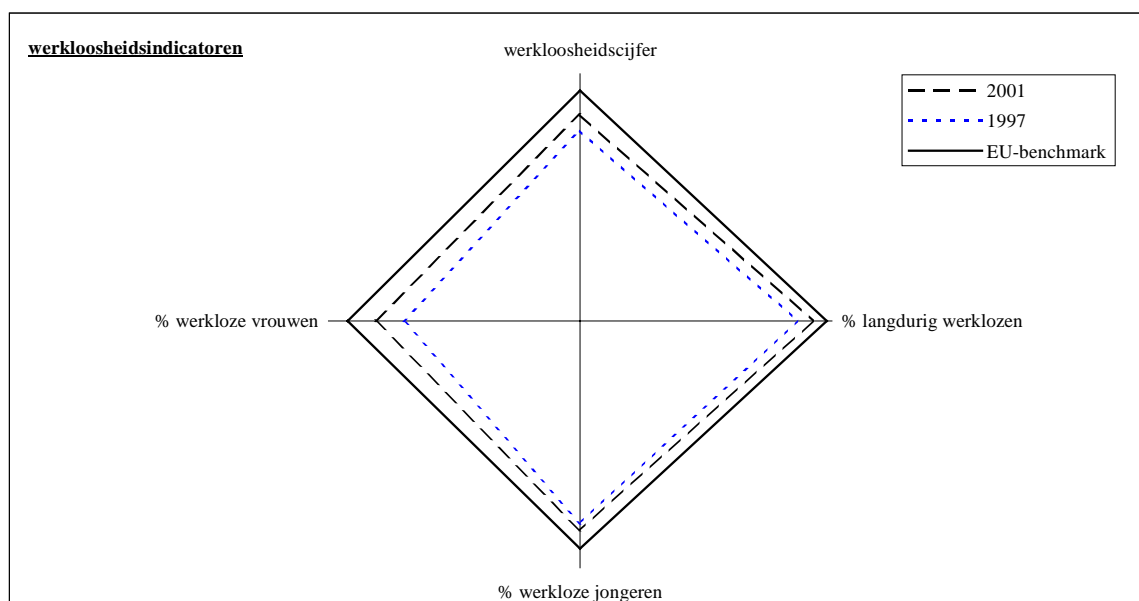 werkloosheidsindicatoren
werkloosheidscijfer
2001
1997
EU-benchmark
% werkloze vrouwen
% langdurig werklozen
% werkloze jongeren